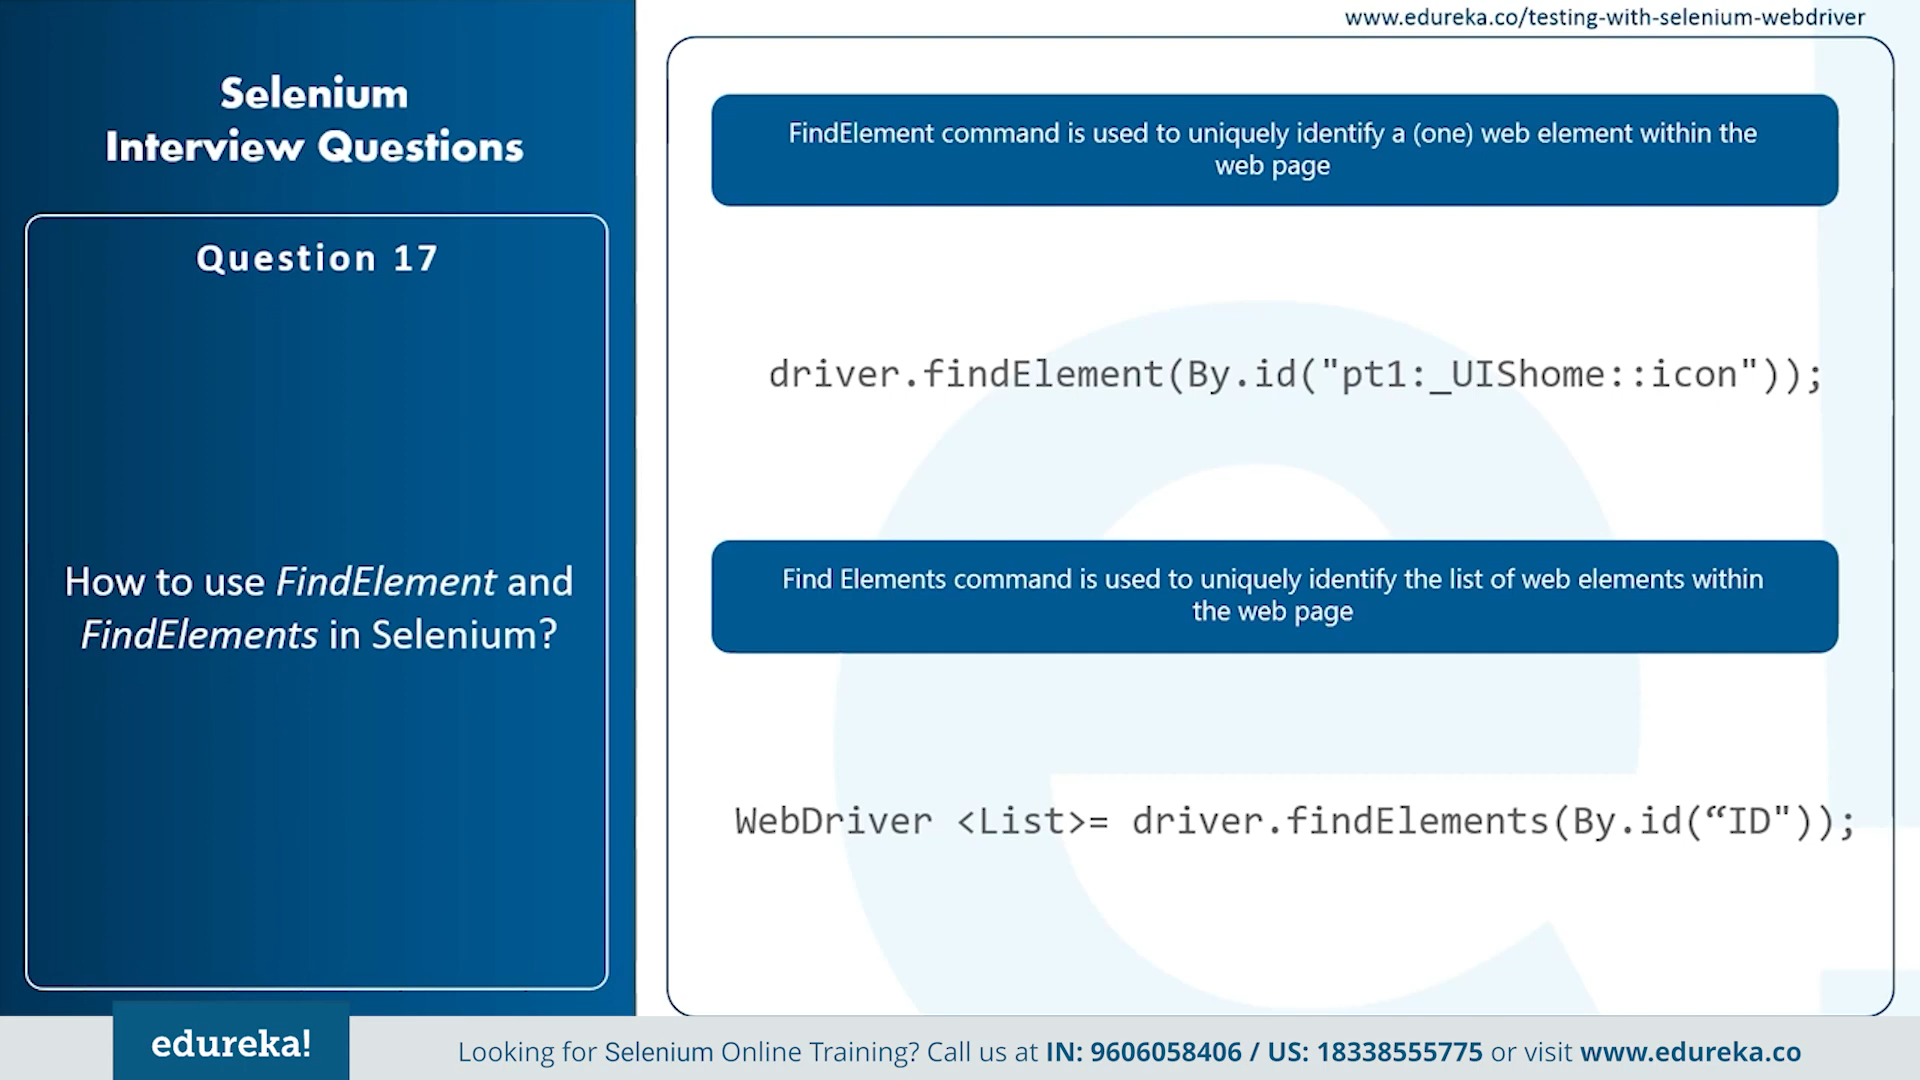 www.edureka.co/testing-with-selenium-webdriver
Selenium
Interview Questions
Question 17
How to use FindElement and
FindElements in Selenium?
FindElement command is used to uniquely identify a (one) web element within the
web page
driver.findElement(By.id("pt1:_UIShome::icon"));
Find Elements command is used to uniquely identify the list of web elements within
the web page
WebDriver <List>= driver.findElements(By.id(“ID"));
edureka!
Looking for Selenium Online Training? Call us at IN: 9606058406 / US: 18338555775 or visit www.edureka.co